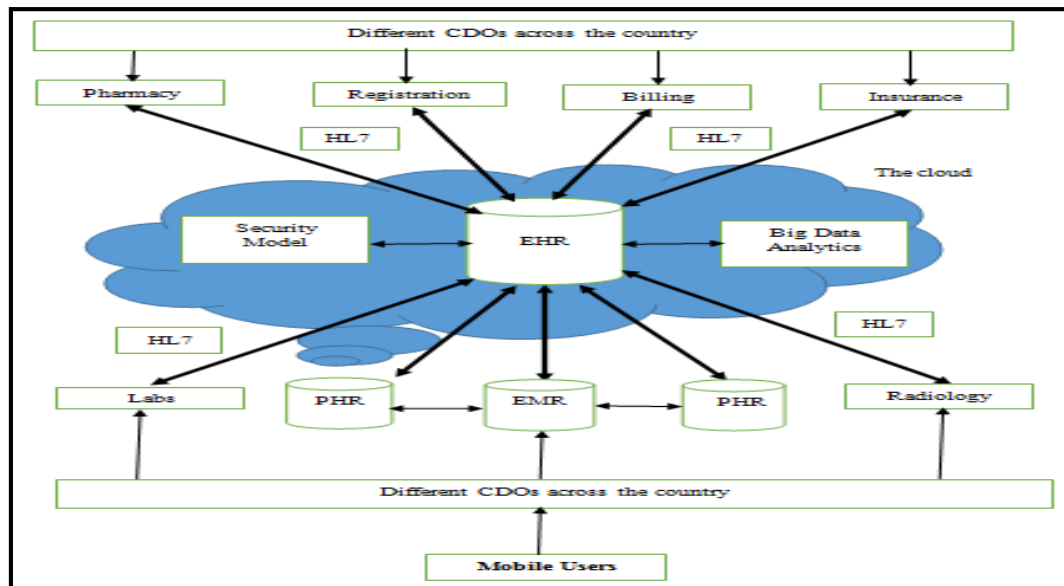 Different CDOs across the country
Pharmacy
Registration
Billing
Insurance
HL7
HL7
The cloud
Security
Model
EHR
Big Data
Analytics
HL7
HL7
Labs
PHR
EMR
PHR
Radiology
Different CDOs across the country
Mobile Users